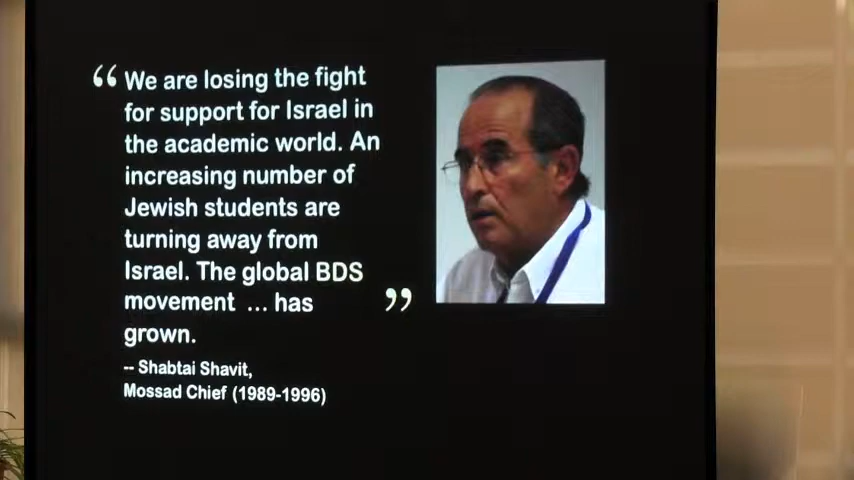 “ We are losing the fight
for support for Israel in
the academic world. An
increasing number of
Jewish students are
turning away from
Israel. The global BDS
movement ... has ”
grown.
-- Shabtai Shavit,
Mossad Chief (1989-1996)